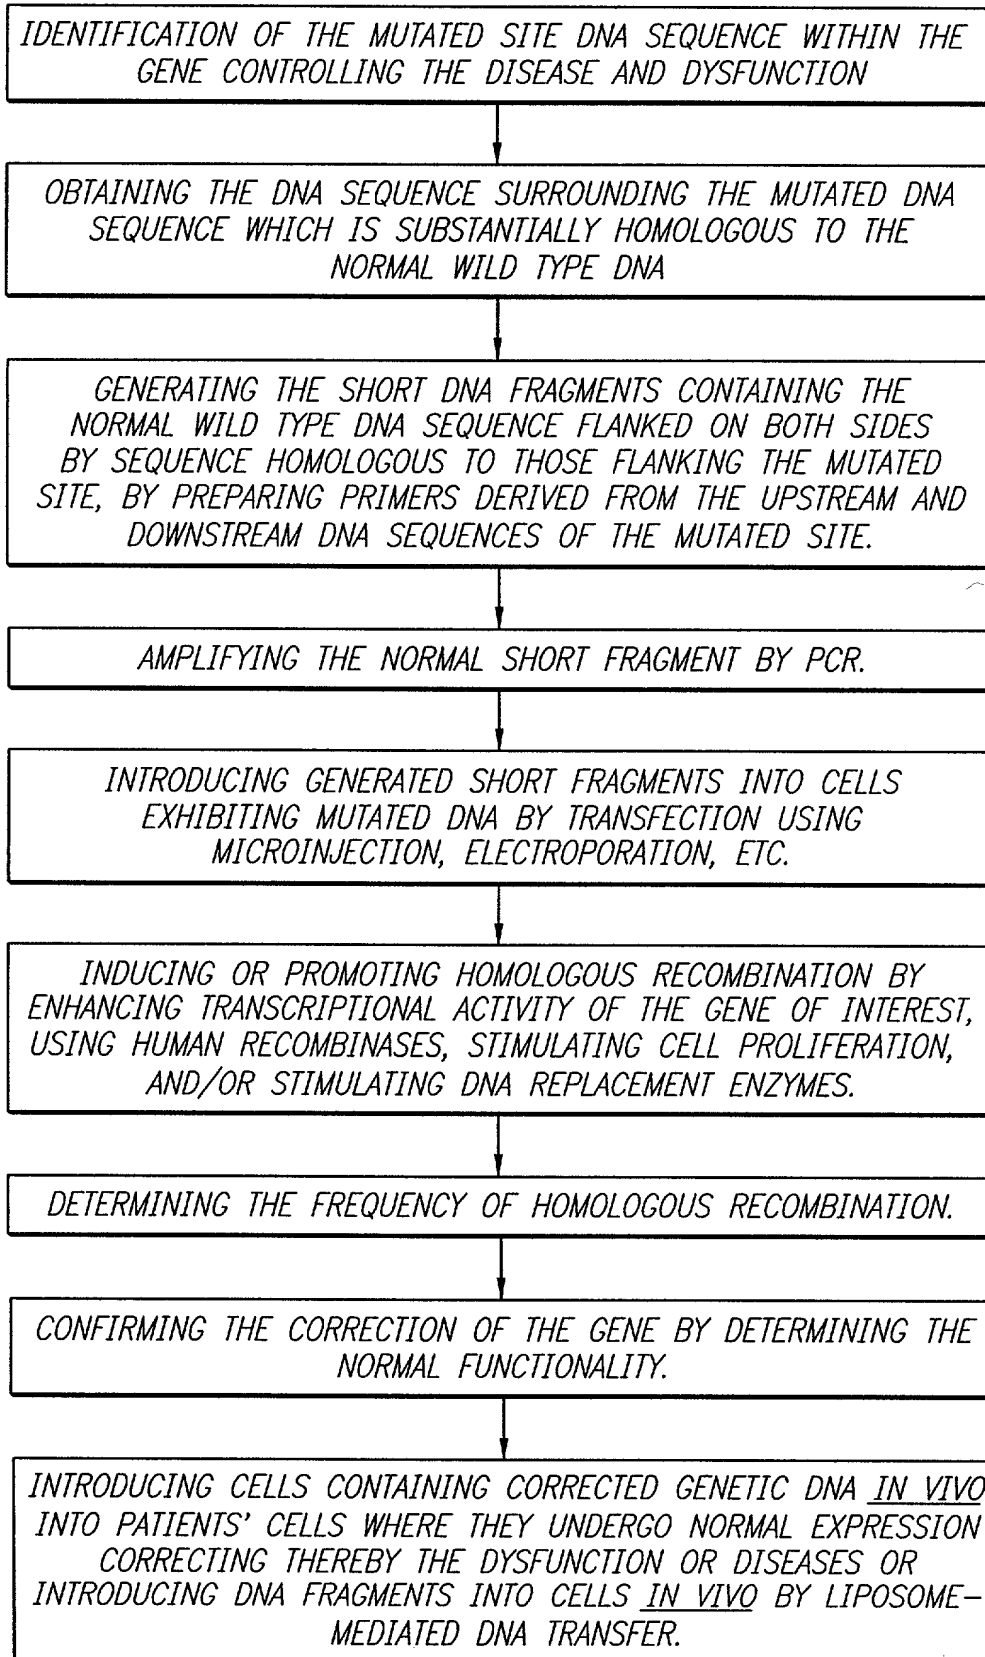 IDENTIFICATION OF THE MUTATED SITE DNA SEQUENCE WITHIN THE
GENE CONTROLLING THE DISEASE AND DYSFUNCTION
OBTAINING THE DNA SEQUENCE SURROUNDING THE MUTATED DNA
SEQUENCE WHICH IS SUBSTANTIALLY HOMOLOGOUS TO THE
NORMAL WILD TYPE DNA
GENERATING THE SHORT DNA FRAGMENTS CONTAINING THE
NORMAL WILD TYPE DNA SEQUENCE FLANKED ON BOTH SIDES
BY SEQUENCE HOMOLOGOUS TO THOSE FLANKING THE MUTATED
SITE, BY PREPARING PRIMERS DERIVED FROM THE UPSTREAM AND
DOWNSTREAM DNA SEQUENCES OF THE MUTATED SITE.
AMPLIFYING THE NORMAL SHORT FRAGMENT BY PCR.
INTRODUCING GENERATED SHORT FRAGMENTS INTO CELLS
EXHIBITING MUTATED DNA BY TRANSFECTION USING
MICROINJECTION, ELECTROPORATION, ETC.
INDUCING OR PROMOTING HOMOLOGOUS RECOMBINATION BY
ENHANCING TRANSCRIPTIONAL ACTIVITY OF THE GENE OF INTEREST,
USING HUMAN RECOMBINASES, STIMULATING CELL PROLIFERATION,
AND/OR STIMULATING DNA REPLACEMENT ENZYMES.
DETERMINING THE FREQUENCY OF HOMOLOGOUS RECOMBINATION.
CONFIRMING THE CORRECTION OF THE GENE BY DETERMINING THE
NORMAL FUNCTIONALITY.
INTRODUCING CELLS CONTAINING CORRECTED GENETIC DNA IN VIVO
INTO PATIENTS' CELLS WHERE THEY UNDERGO NORMAL EXPRESSION
CORRECTING THEREBY THE DYSFUNCTION OR DISEASES OR
INTRODUCING DNA FRAGMENTS INTO CELLS IN VIVO BY LIPOSOME-
MEDIATED DNA TRANSFER.